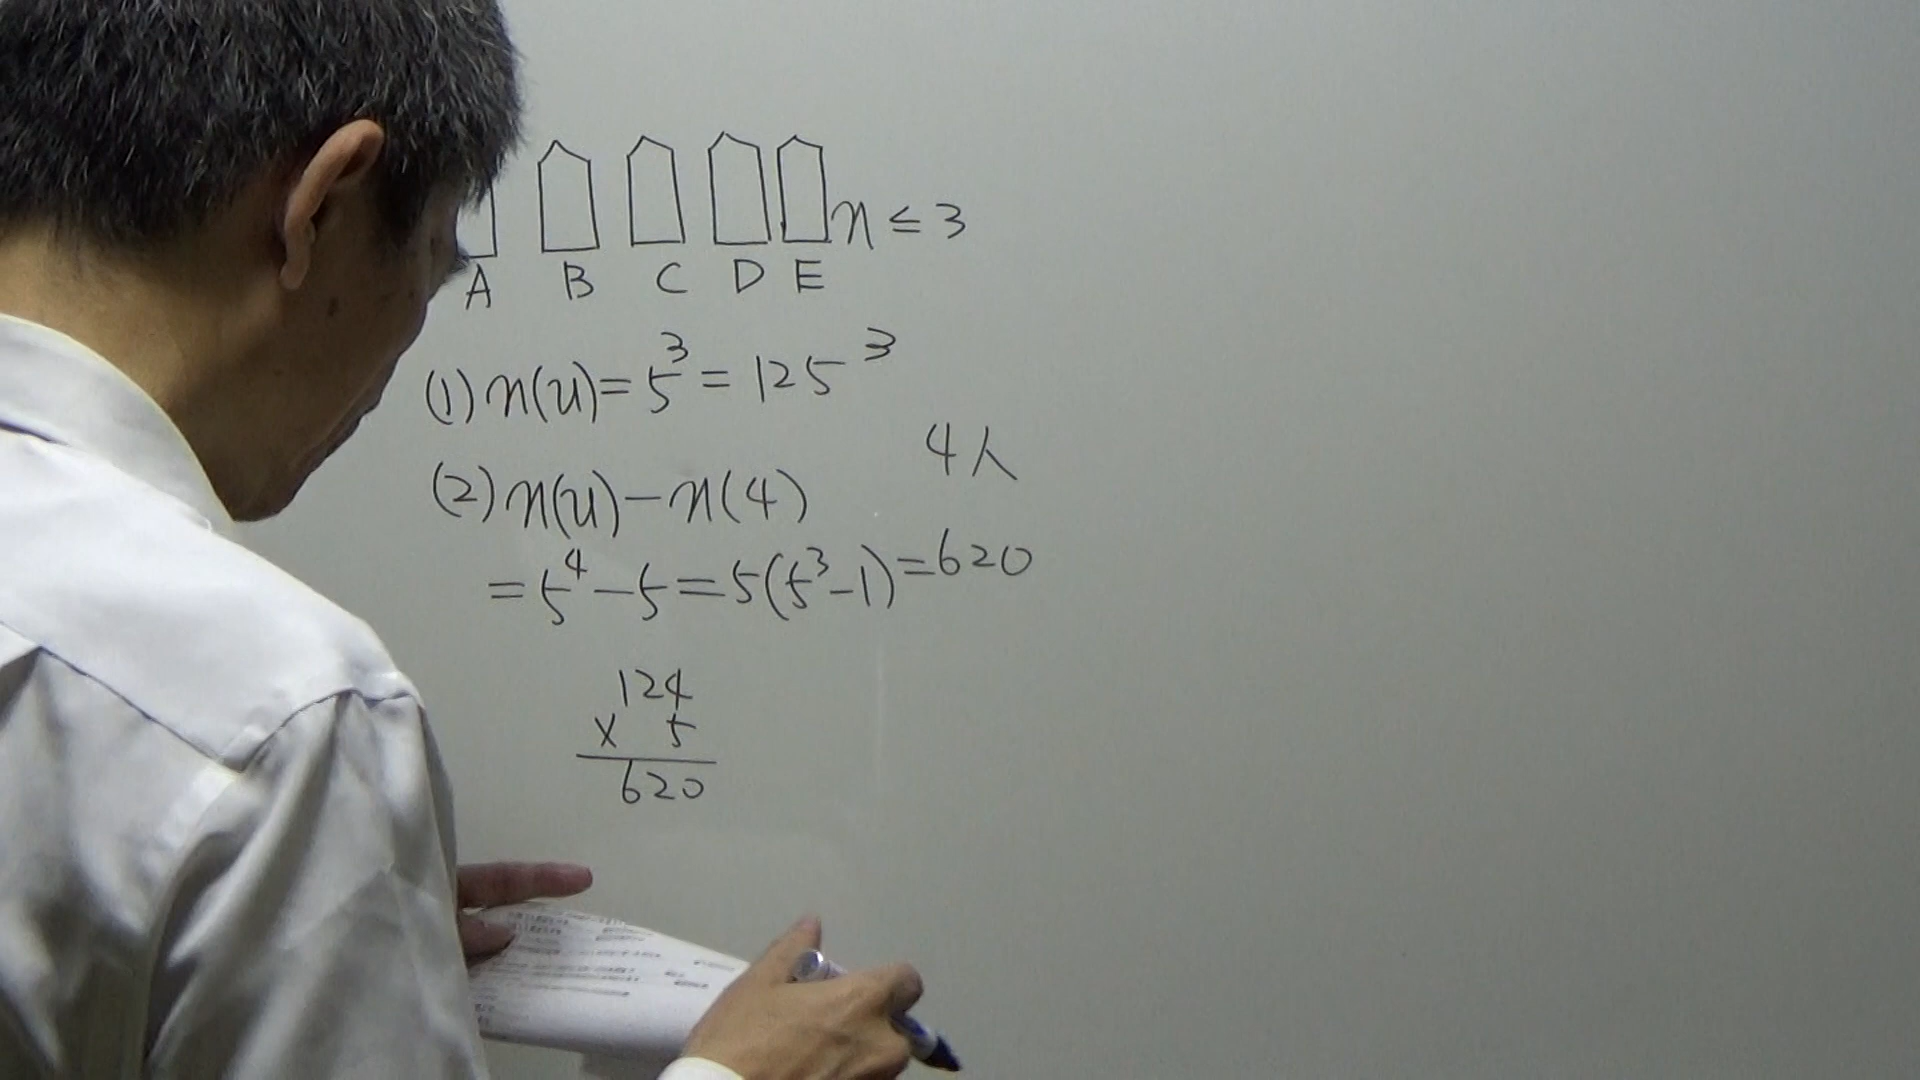 n ≤ 3
A B C D E
(1) n(u) = 5³ = 125 ³
4人
(2) n(u) − n(4)
= 5⁴ − 5 = 5(5³ − 1) = 620
124
× 5
620